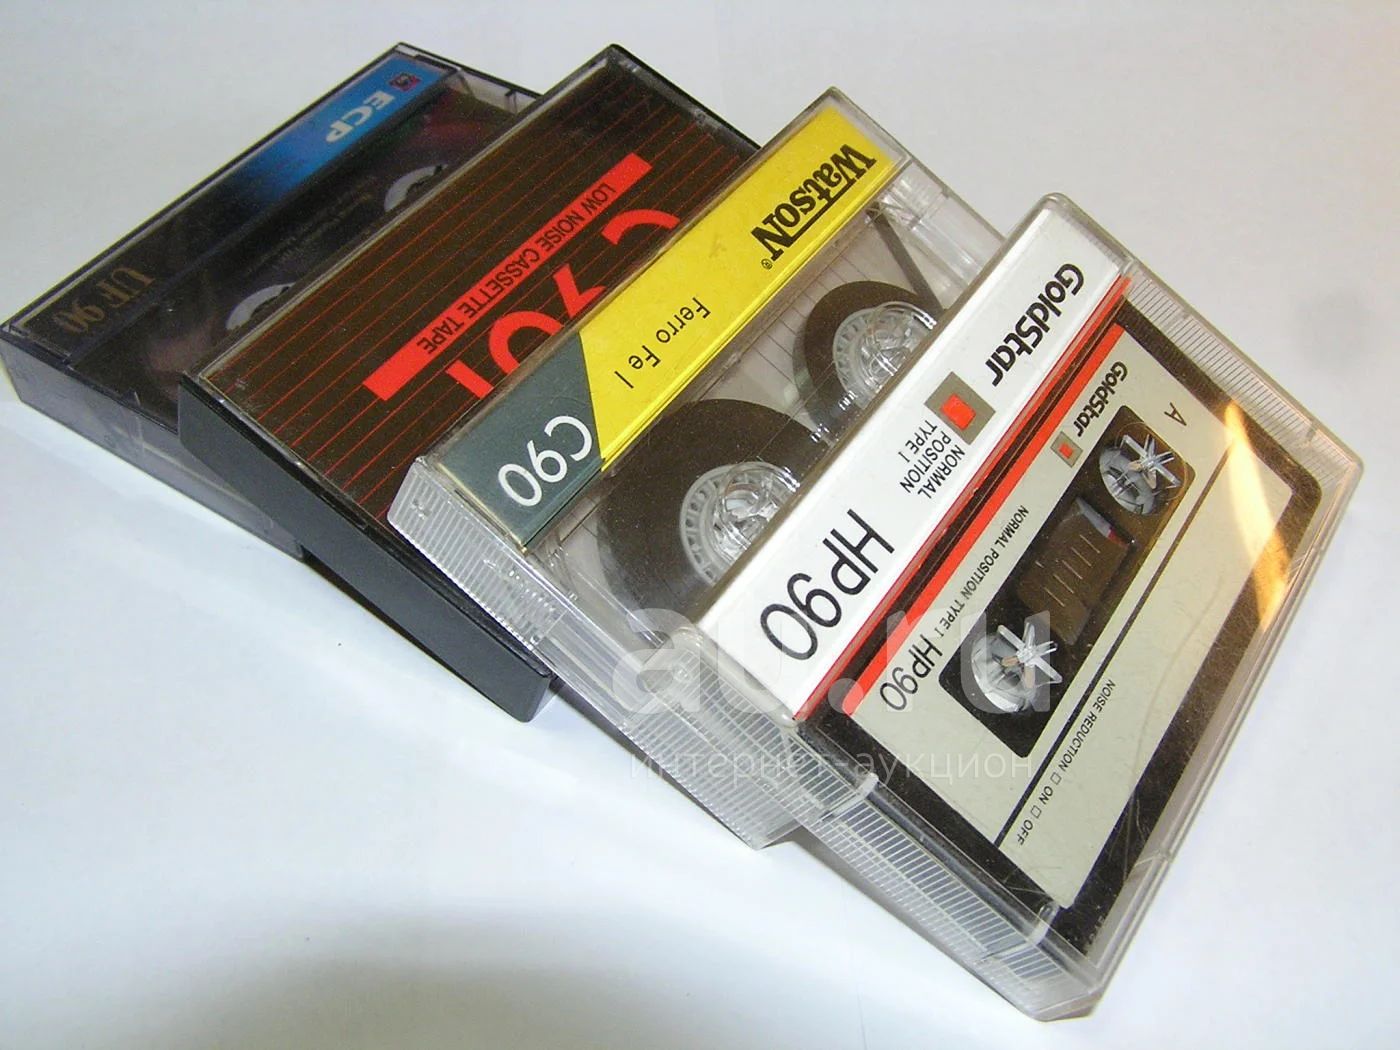 ECP
UF 90
C 701
LOW NOISE CASSETTE TAPE
WatsoN®
Ferro Fe I
C90
GoldStar
NORMAL
POSITION
TYPE I
HP90
GoldStar
A
NORMAL POSITION TYPE I HP90
NOISE REDUCTION □ ON □ OFF
au.ru
интернет-аукцион